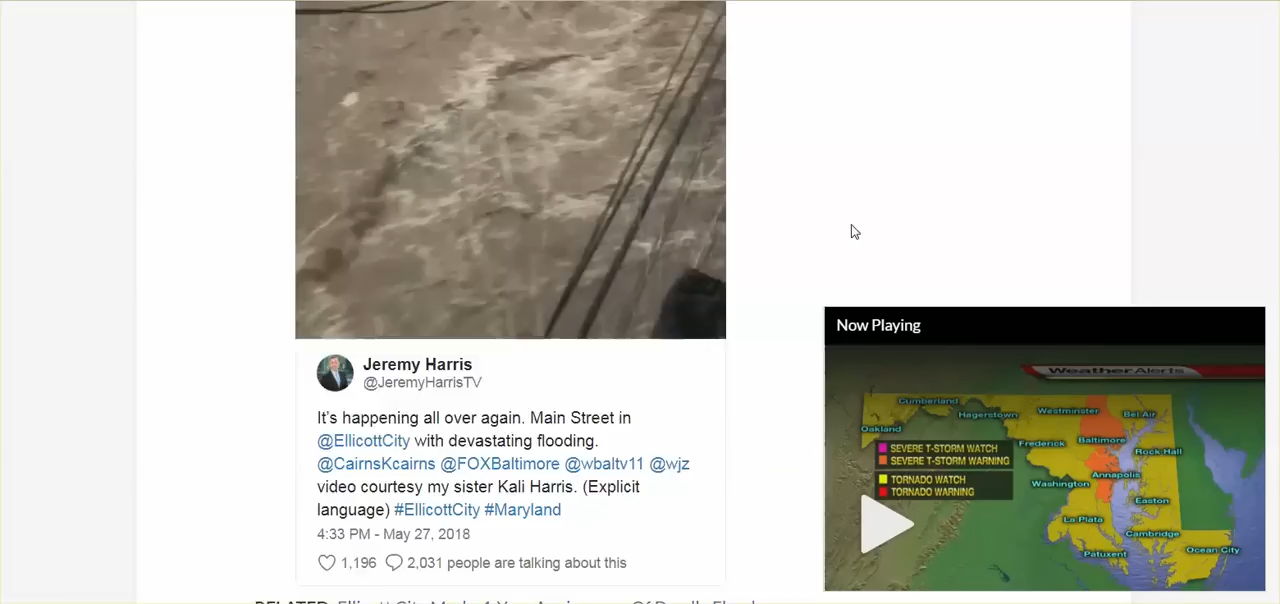 Jeremy Harris
@JeremyHarrisTV
It's happening all over again. Main Street in
@EllicottCity with devastating flooding.
@CairnsKcairns @FOXBaltimore @wbaltv11 @wjz
video courtesy my sister Kali Harris. (Explicit
language) #EllicottCity #Maryland
4:33 PM - May 27, 2018
1,196 2,031 people are talking about this
Now Playing
Weather Alerts
Cumberland
Hagerstown
Westminster
Bel Air
Oakland
Frederick
Baltimore
Rock Hall
SEVERE T-STORM WATCH
SEVERE T-STORM WARNING
Annapolis
Washington
TORNADO WATCH
TORNADO WARNING
Easton
La Plata
Cambridge
Patuxent
Ocean City